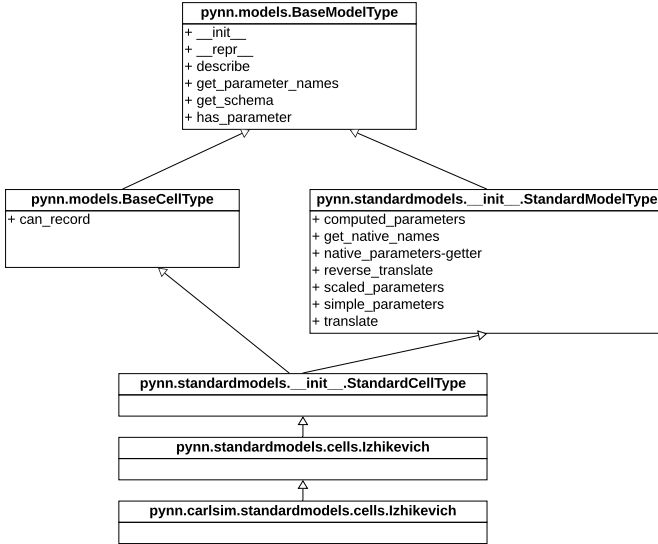 pynn.models.BaseModelType
+ __init__
+ __repr__
+ describe
+ get_parameter_names
+ get_schema
+ has_parameter
pynn.models.BaseCellType
+ can_record
pynn.standardmodels.__init__.StandardModelType
+ computed_parameters
+ get_native_names
+ native_parameters-getter
+ reverse_translate
+ scaled_parameters
+ simple_parameters
+ translate
pynn.standardmodels.__init__.StandardCellType
pynn.standardmodels.cells.Izhikevich
pynn.carlsim.standardmodels.cells.Izhikevich